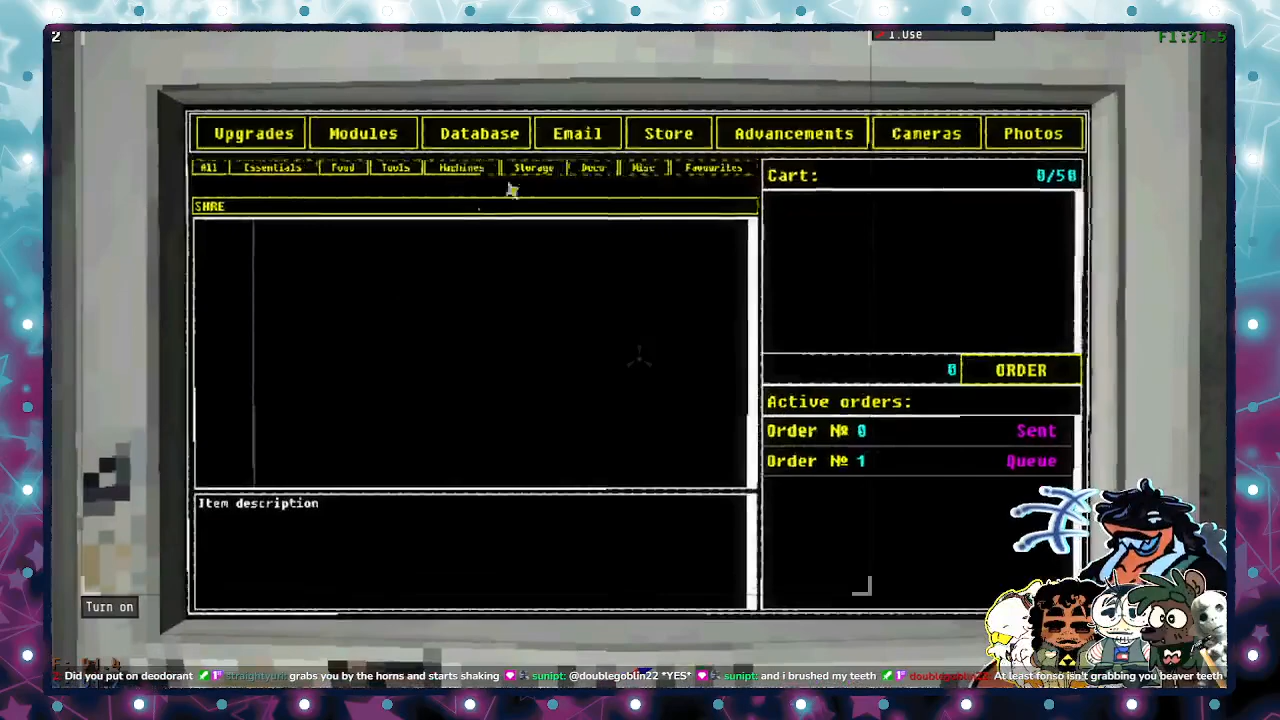 2
1.Use
Upgrades Modules Database Email Store Advancements Cameras Photos
All Essentials Food Tools Machines Storage Deco Misc Favourites
Cart: 0/50
SHRE
0 ORDER
Active orders:
Order № 0 Sent
Order № 1 Queue
Item description
Turn on
Did you put on deodorant straightyuri: grabs you by the horns and starts shaking sunipt: @doublegoblin22 *YES* sunipt: and i brushed my teeth doublegoblin22: At least fonso isn't grabbing you beaver teeth